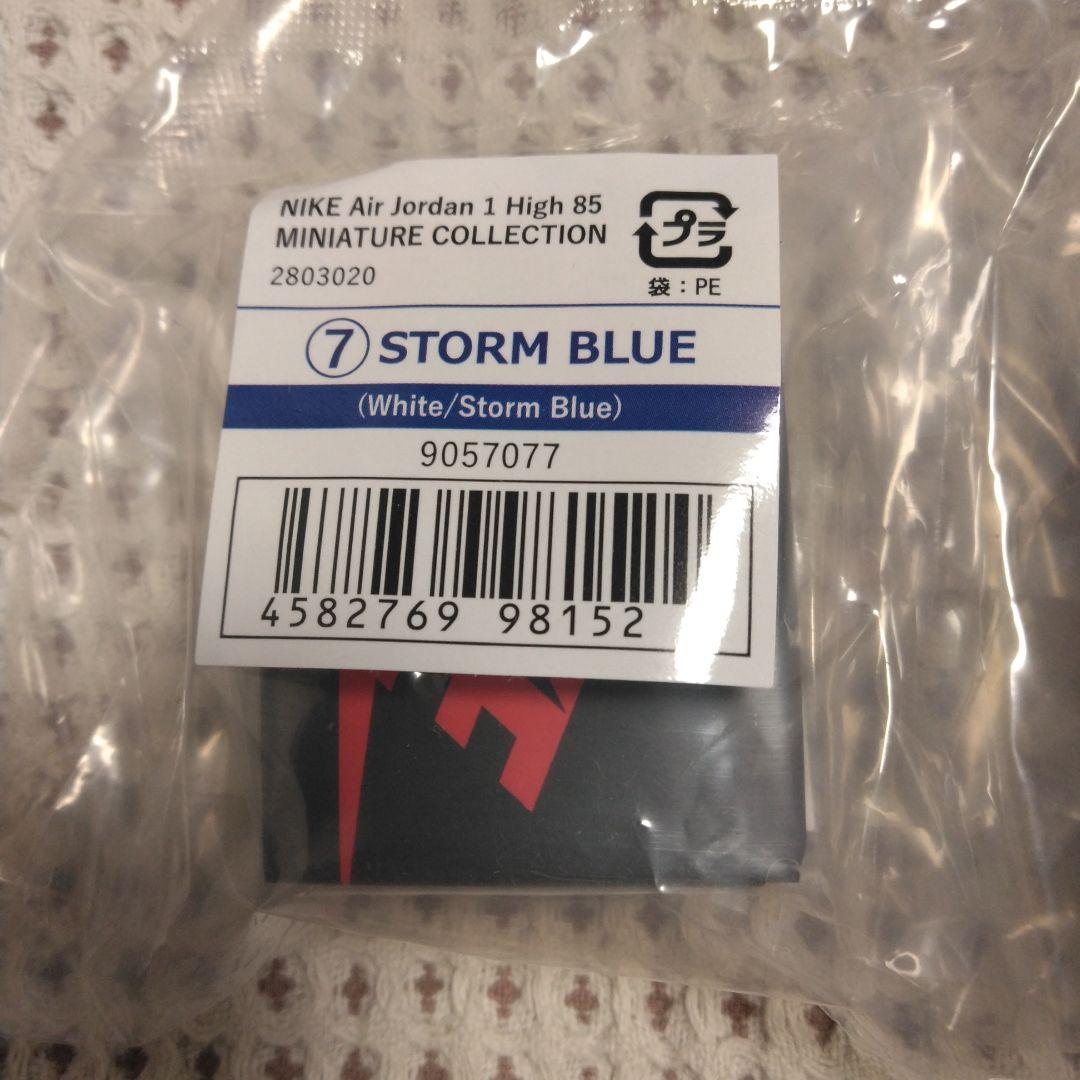 NIKE Air Jordan 1 High 85
MINIATURE COLLECTION
2803020
プラ
袋：PE
⑦ STORM BLUE
(White/Storm Blue)
9057077
4582769 98152